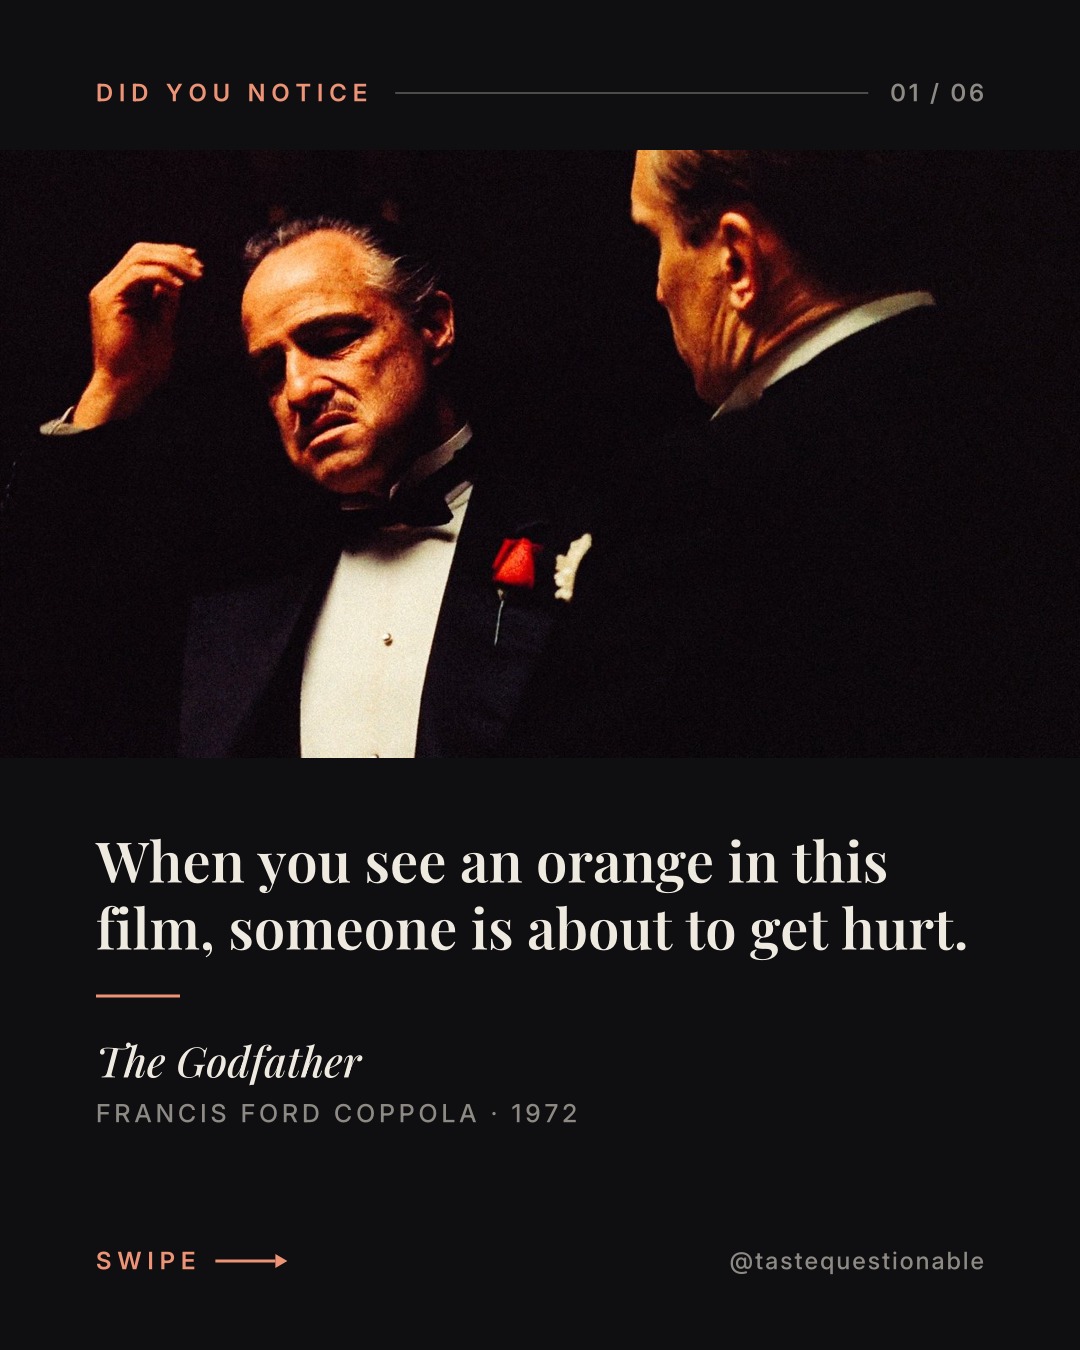 DID YOU NOTICE
01 / 06
When you see an orange in this
film, someone is about to get hurt.
The Godfather
FRANCIS FORD COPPOLA · 1972
SWIPE
@tastequestionable